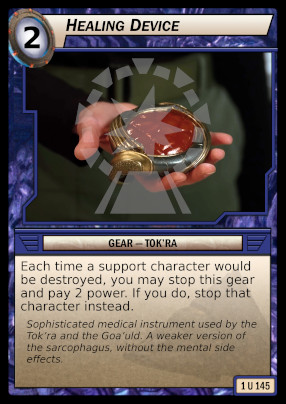 2
HEALING DEVICE
GEAR – TOK'RA
Each time a support character would
be destroyed, you may stop this gear
and pay 2 power. If you do, stop that
character instead.
Sophisticated medical instrument used by the
Tok'ra and the Goa'uld. A weaker version of
the sarcophagus, without the mental side
effects.
1 U 145